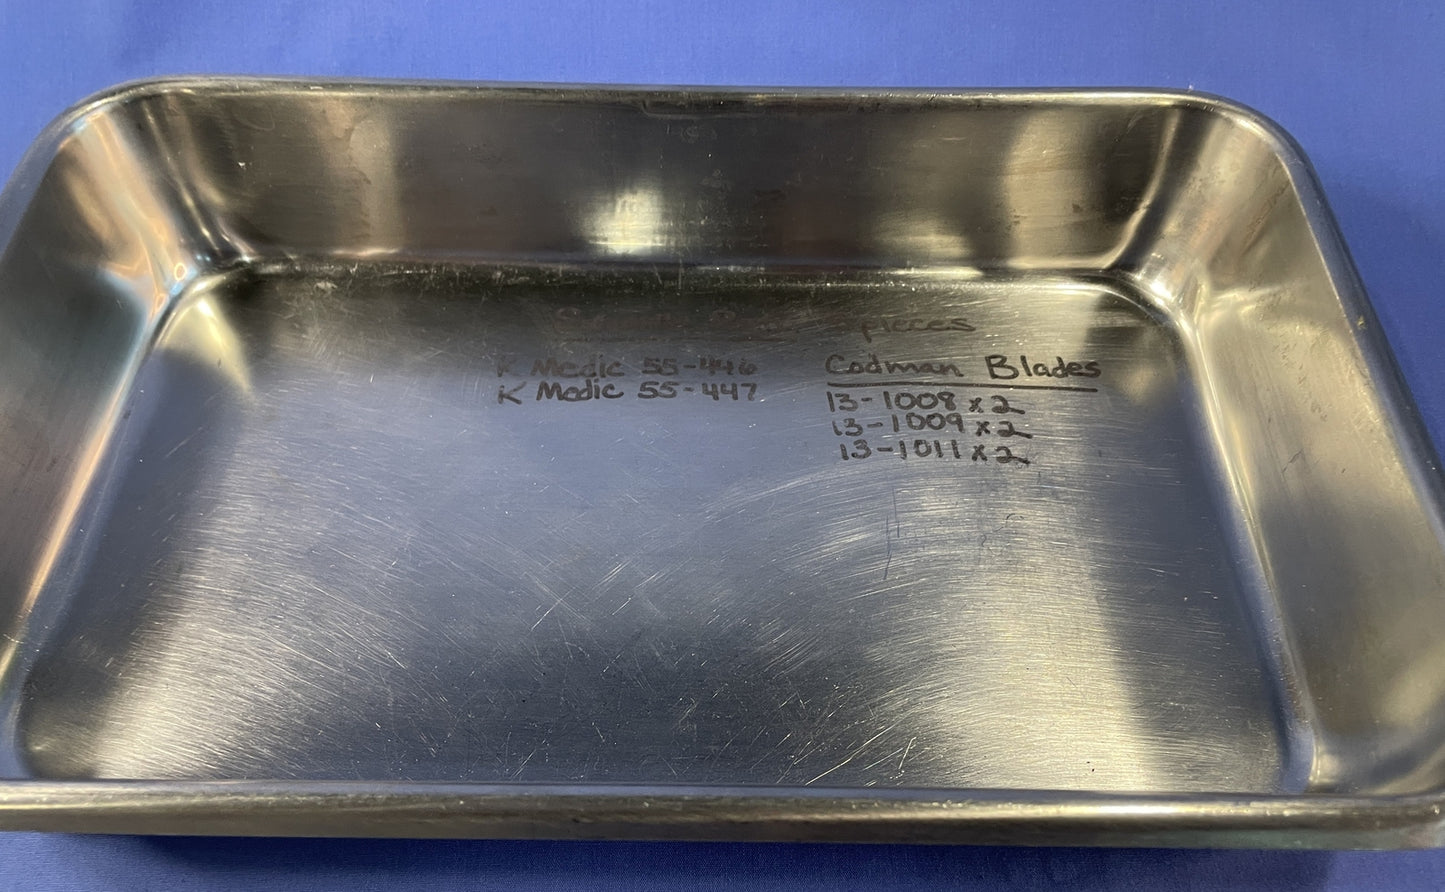 pieces
K Medic 55-446
K Medic 55-447
Codman Blades
13-1008 x 2
13-1009 x 2
13-1011 x 2